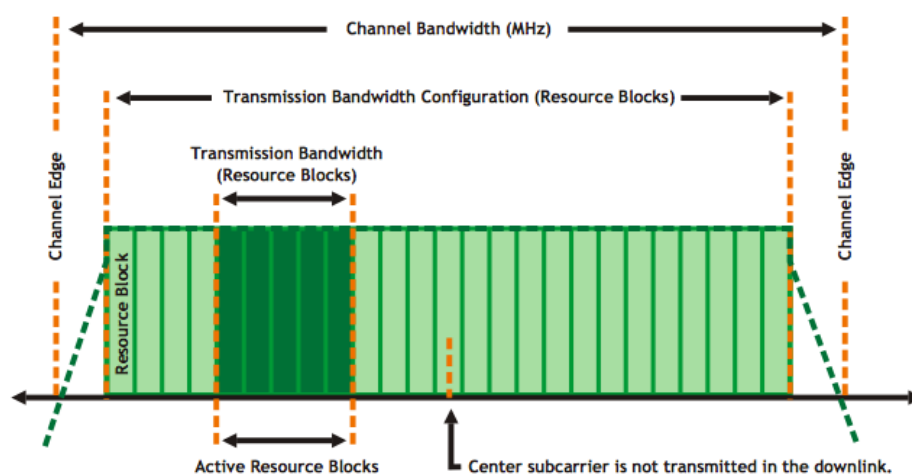 Channel Bandwidth (MHz)
Transmission Bandwidth Configuration (Resource Blocks)
Transmission Bandwidth
(Resource Blocks)
Channel Edge
Channel Edge
Resource Block
Active Resource Blocks
Center subcarrier is not transmitted in the downlink.